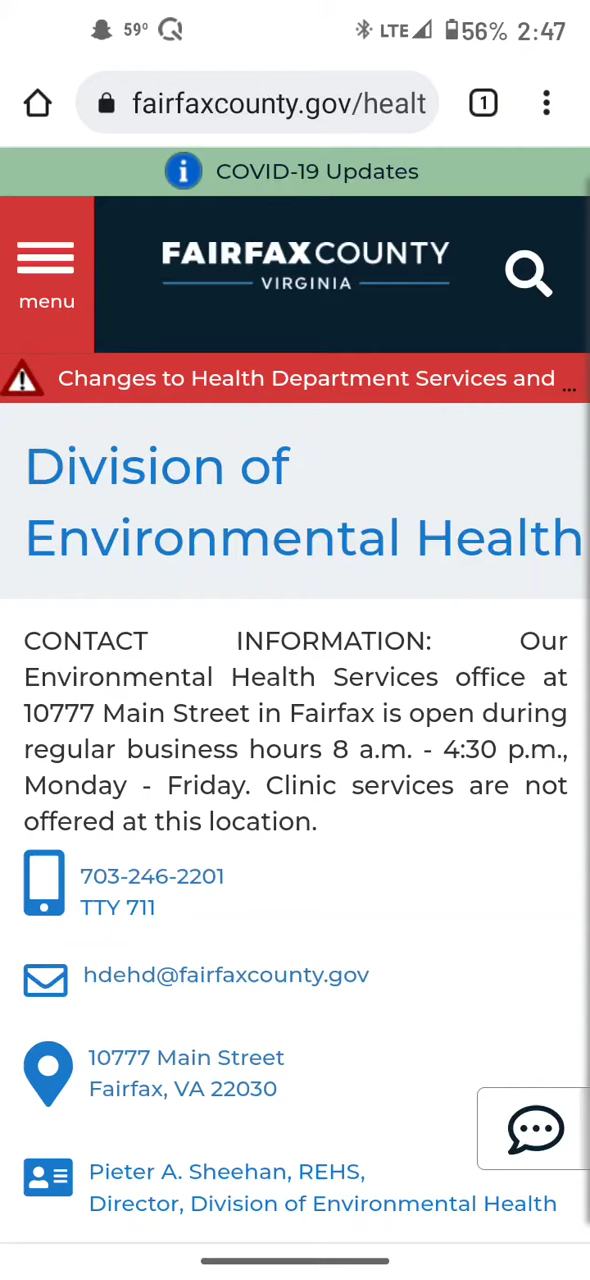 59° LTE 56% 2:47
fairfaxcounty.gov/healt 1
COVID-19 Updates
FAIRFAXCOUNTY
VIRGINIA
menu
Changes to Health Department Services and ...
Division of
Environmental Health
CONTACT INFORMATION: Our
Environmental Health Services office at
10777 Main Street in Fairfax is open during
regular business hours 8 a.m. - 4:30 p.m.,
Monday - Friday. Clinic services are not
offered at this location.
703-246-2201
TTY 711
hdehd@fairfaxcounty.gov
10777 Main Street
Fairfax, VA 22030
Pieter A. Sheehan, REHS,
Director, Division of Environmental Health